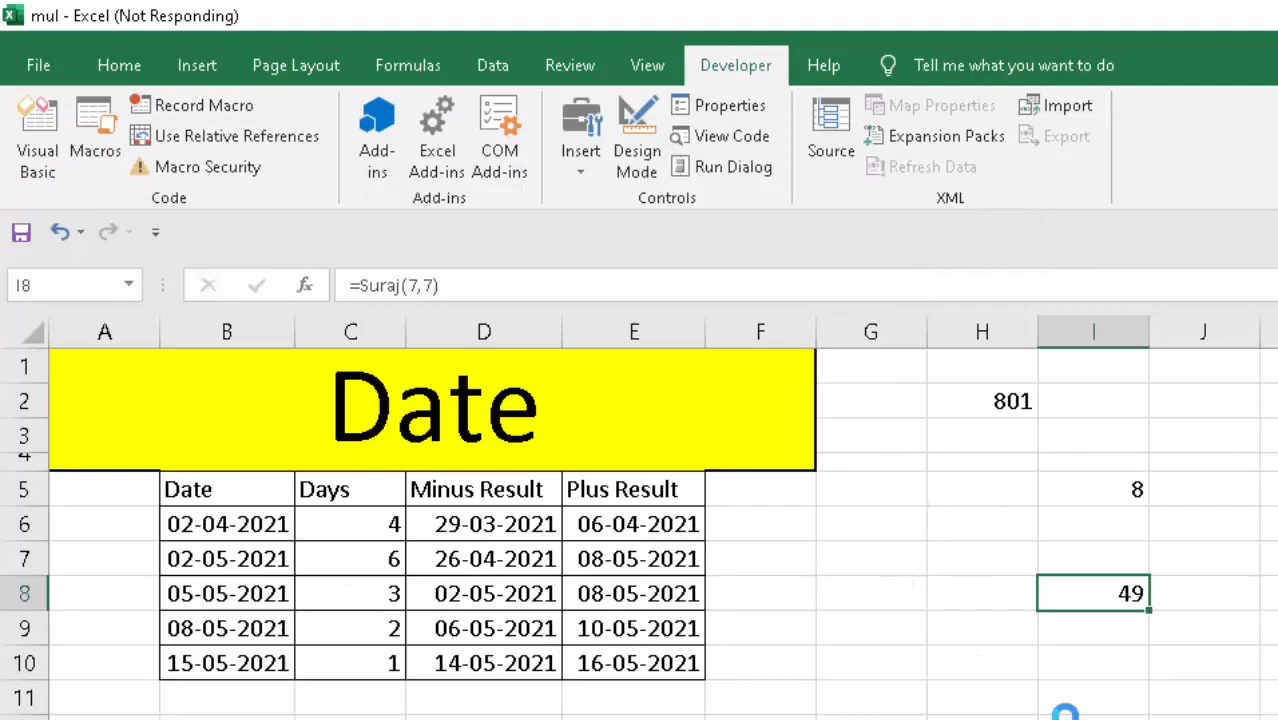 mul - Excel (Not Responding)
File Home Insert Page Layout Formulas Data Review View Developer Help Tell me what you want to do
Visual Basic
Macros
Record Macro
Use Relative References
Macro Security
Code
Add-ins
Excel Add-ins
COM Add-ins
Add-ins
Insert
Design Mode
Properties
View Code
Run Dialog
Controls
Source
Map Properties
Expansion Packs
Refresh Data
Import
Export
XML
I8 fx =Suraj(7,7)
A B C D E F G H I J
1
2 801
3
4
Date
5 Date Days Minus Result Plus Result 8
6 02-04-2021 4 29-03-2021 06-04-2021
7 02-05-2021 6 26-04-2021 08-05-2021
8 05-05-2021 3 02-05-2021 08-05-2021 49
9 08-05-2021 2 06-05-2021 10-05-2021
10 15-05-2021 1 14-05-2021 16-05-2021
11